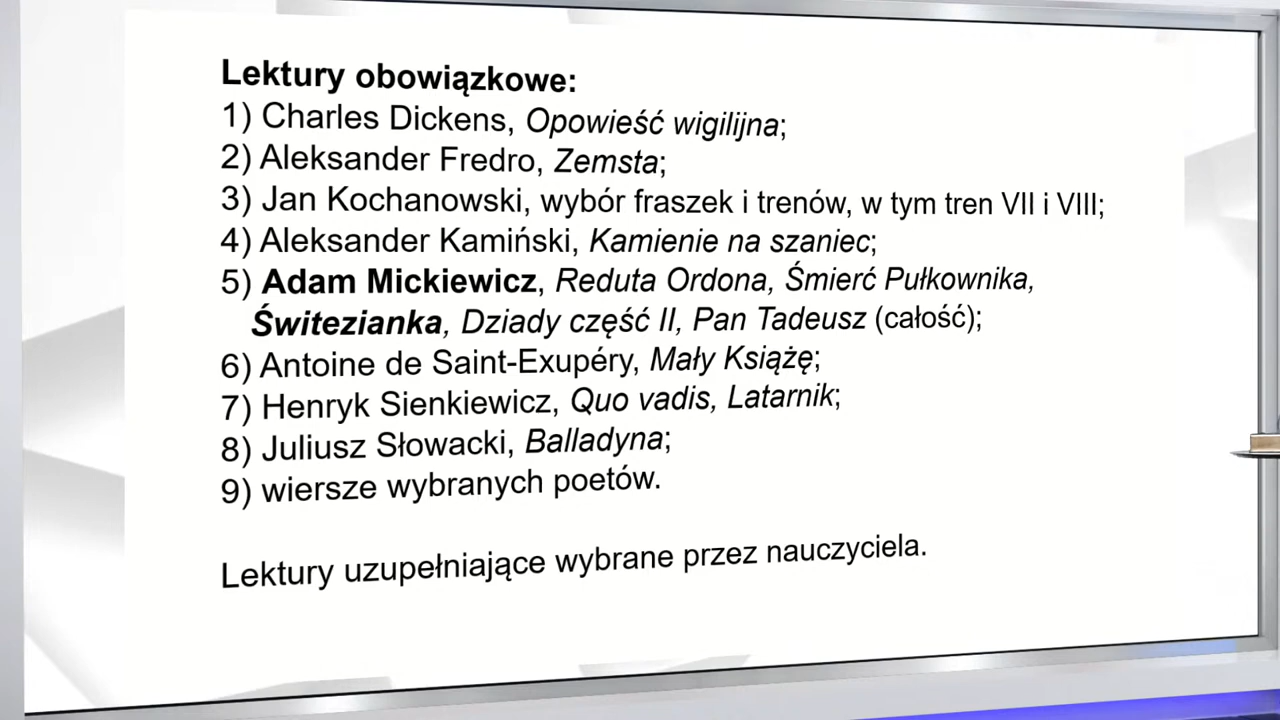 Lektury obowiązkowe:
1) Charles Dickens, Opowieść wigilijna;
2) Aleksander Fredro, Zemsta;
3) Jan Kochanowski, wybór fraszek i trenów, w tym tren VII i VIII;
4) Aleksander Kamiński, Kamienie na szaniec;
5) Adam Mickiewicz, Reduta Ordona, Śmierć Pułkownika,
Świtezianka, Dziady część II, Pan Tadeusz (całość);
6) Antoine de Saint-Exupéry, Mały Książę;
7) Henryk Sienkiewicz, Quo vadis, Latarnik;
8) Juliusz Słowacki, Balladyna;
9) wiersze wybranych poetów.
Lektury uzupełniające wybrane przez nauczyciela.